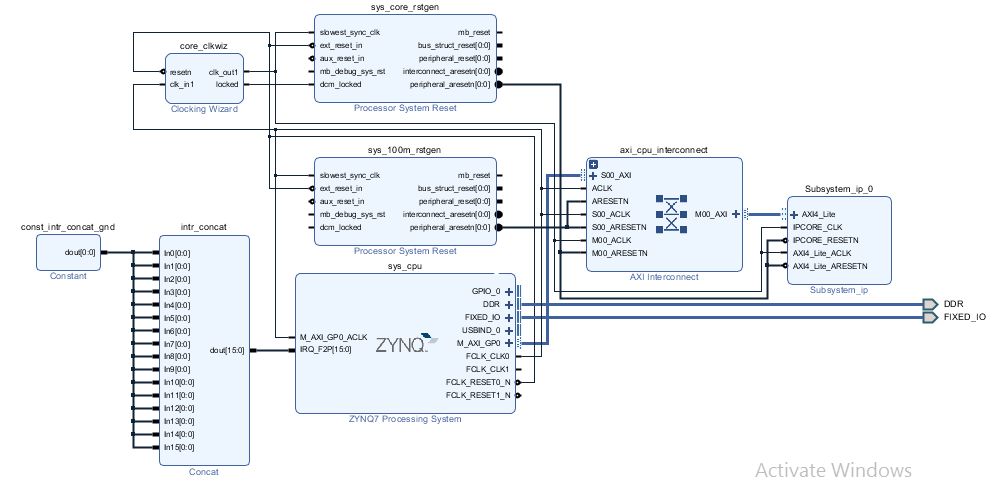 sys_core_rstgen
slowest_sync_clk
mb_reset
ext_reset_in
bus_struct_reset[0:0]
aux_reset_in
peripheral_reset[0:0]
mb_debug_sys_rst
interconnect_aresetn[0:0]
dcm_locked
peripheral_aresetn[0:0]
Processor System Reset
core_clkwiz
resetn
clk_out1
clk_in1
locked
Clocking Wizard
sys_100m_rstgen
slowest_sync_clk
mb_reset
ext_reset_in
bus_struct_reset[0:0]
aux_reset_in
peripheral_reset[0:0]
mb_debug_sys_rst
interconnect_aresetn[0:0]
dcm_locked
peripheral_aresetn[0:0]
Processor System Reset
axi_cpu_interconnect
S00_AXI
ACLK
ARESETN
S00_ACLK
M00_AXI
S00_ARESETN
M00_ACLK
M00_ARESETN
AXI Interconnect
Subsystem_ip_0
AXI4_Lite
IPCORE_CLK
IPCORE_RESETN
AXI4_Lite_ACLK
AXI4_Lite_ARESETN
Subsystem_ip
const_intr_concat_gnd
dout[0:0]
Constant
intr_concat
In0[0:0]
In1[0:0]
In2[0:0]
In3[0:0]
In4[0:0]
In5[0:0]
In6[0:0]
In7[0:0]
dout[15:0]
In8[0:0]
In9[0:0]
In10[0:0]
In11[0:0]
In12[0:0]
In13[0:0]
In14[0:0]
In15[0:0]
Concat
sys_cpu
GPIO_0
DDR
FIXED_IO
USBIND_0
M_AXI_GP0_ACLK
M_AXI_GP0
IRQ_F2P[15:0]
ZYNQ
FCLK_CLK0
FCLK_CLK1
FCLK_RESET0_N
FCLK_RESET1_N
ZYNQ7 Processing System
DDR
FIXED_IO
Activate Windows